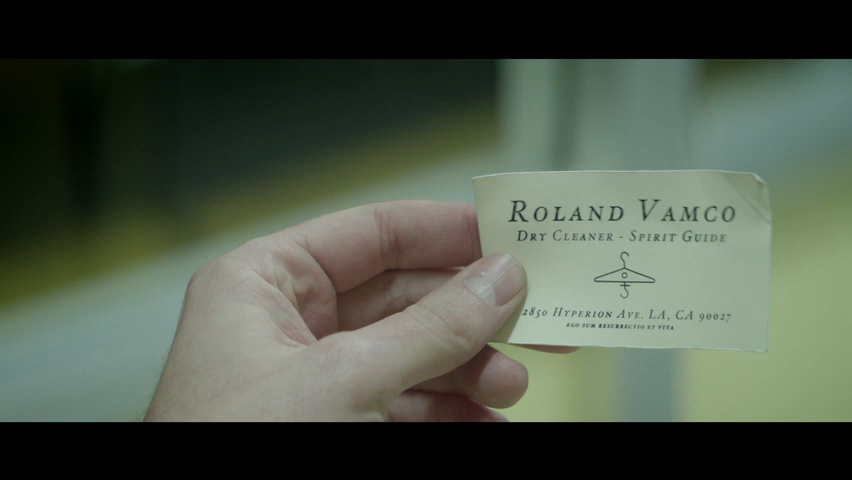 ROLAND VAMCO
DRY CLEANER - SPIRIT GUIDE
2850 HYPERION AVE. LA, CA 90027
EGO SUM RESURRECTIO ET VITA